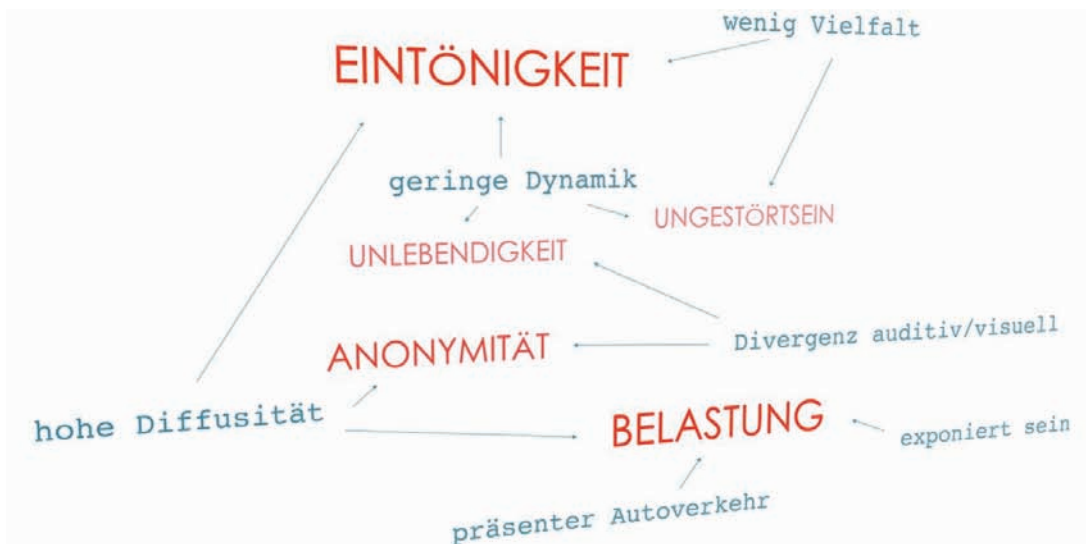 wenig Vielfalt
EINTÖNIGKEIT
geringe Dynamik
UNGESTÖRTSEIN
UNLEBENDIGKEIT
Divergenz auditiv/visuell
ANONYMITÄT
hohe Diffusität
BELASTUNG
exponiert sein
präsenter Autoverkehr